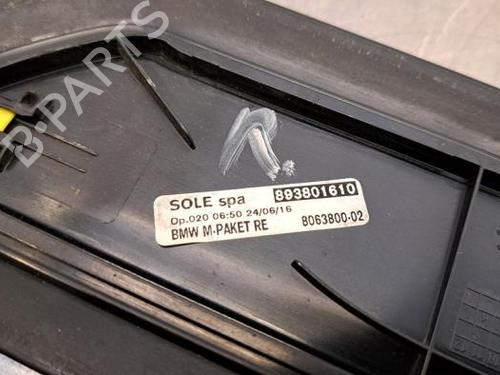 B-PARTS
SOLE spa 893801610
Op.020 06:50 24/06/16
BMW M-PAKET RE 8063800-02